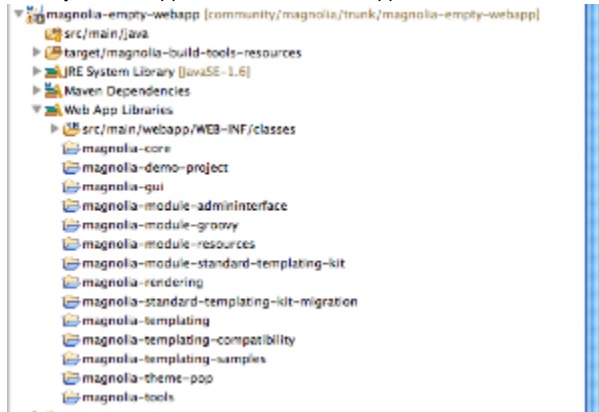 magnolia-empty-webapp [community/magnolia/trunk/magnolia-empty-webapp]
src/main/java
target/magnolia-build-tools-resources
JRE System Library [JavaSE-1.6]
Maven Dependencies
Web App Libraries
src/main/webapp/WEB-INF/classes
magnolia-core
magnolia-demo-project
magnolia-gui
magnolia-module-admininterface
magnolia-module-groovy
magnolia-module-resources
magnolia-module-standard-templating-kit
magnolia-rendering
magnolia-standard-templating-kit-migration
magnolia-templating
magnolia-templating-compatibility
magnolia-templating-samples
magnolia-theme-pop
magnolia-tools